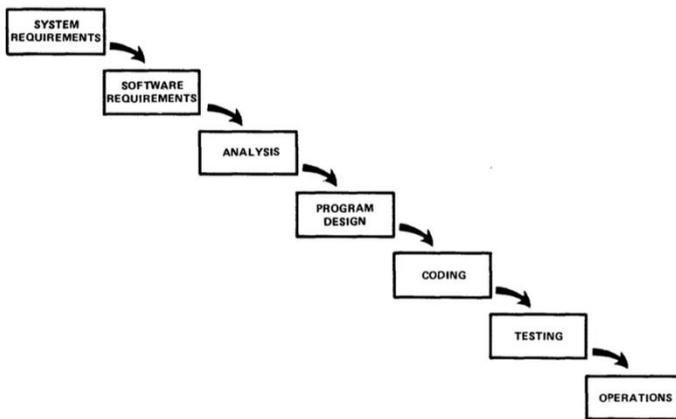 SYSTEM
REQUIREMENTS
SOFTWARE
REQUIREMENTS
ANALYSIS
PROGRAM
DESIGN
CODING
TESTING
OPERATIONS